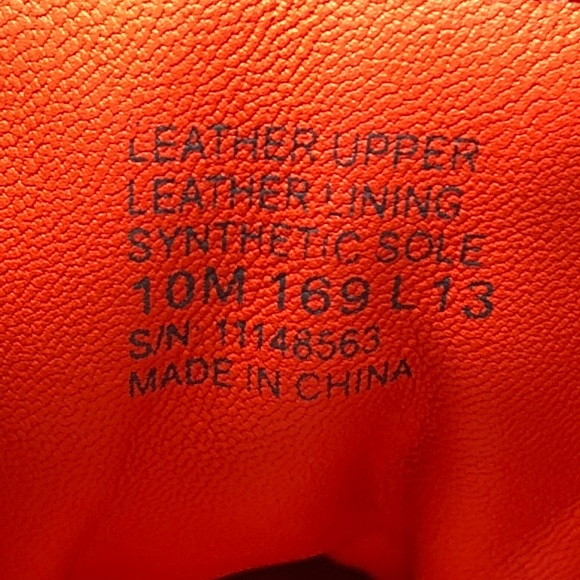 LEATHER UPPER
LEATHER LINING
SYNTHETIC SOLE
10M 169 L13
S/N: 11148563
MADE IN CHINA